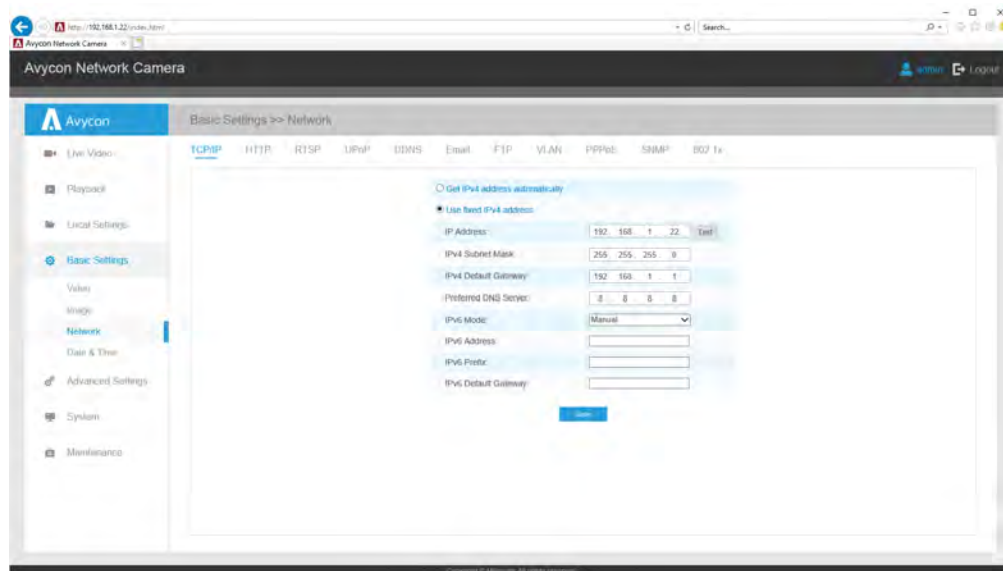 http://192.168.1.22/index.html
Search...
Avycon Network Camera
Avycon Network Camera
admin Logout
Avycon
Basic Settings >> Network
Live Video
Playback
Local Settings
Basic Settings
Video
Image
Network
Date & Time
Advanced Settings
System
Maintenance
TCP/IP HTTP RTSP UPnP DDNS Email FTP VLAN PPPoE SNMP 802.1x
Get IPv4 address automatically
Use fixed IPv4 address
IP Address: 192 . 168 . 1 . 22 Test
IPv4 Subnet Mask: 255 . 255 . 255 . 0
IPv4 Default Gateway: 192 . 168 . 1 . 1
Preferred DNS Server: 8 . 8 . 8 . 8
IPv6 Mode: Manual
IPv6 Address:
IPv6 Prefix:
IPv6 Default Gateway:
Save